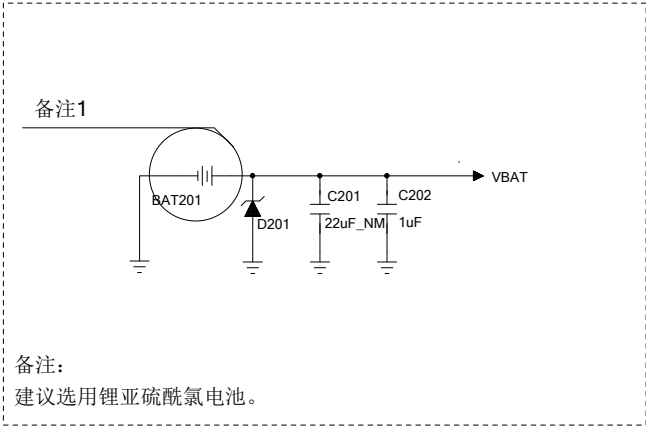 备注1
VBAT
BAT201
C201
C202
D201
22uF_NM
1uF
备注：
建议选用锂亚硫酰氯电池。